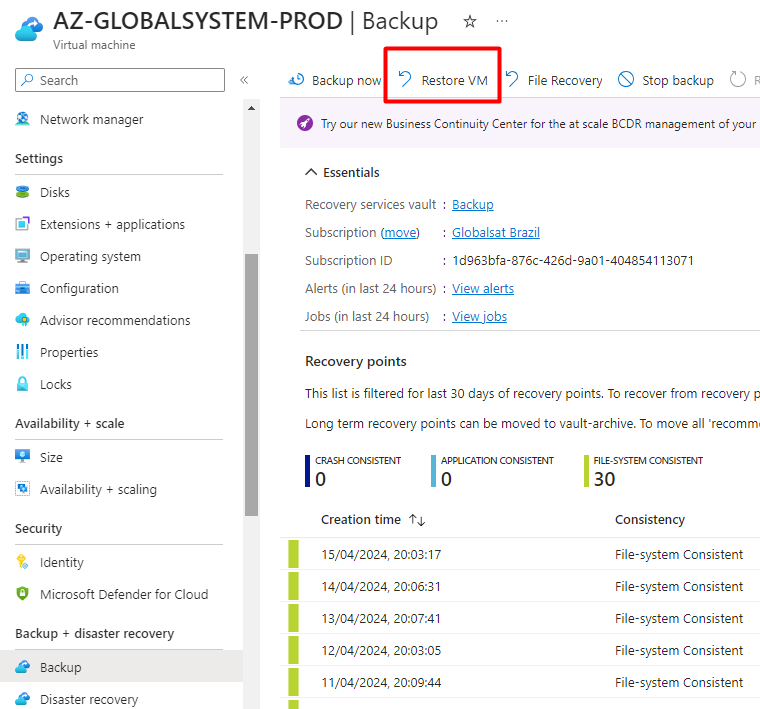 AZ-GLOBALSYSTEM-PROD | Backup ☆ ···
Virtual machine
Search «
Backup now Restore VM File Recovery Stop backup R
Network manager
Try our new Business Continuity Center for the at scale BCDR management of your
Settings
Essentials
Disks
Recovery services vault : Backup
Extensions + applications
Subscription (move) : Globalsat Brazil
Operating system
Subscription ID : 1d963bfa-876c-426d-9a01-404854113071
Configuration
Alerts (in last 24 hours) : View alerts
Advisor recommendations
Jobs (in last 24 hours) : View jobs
Properties
Recovery points
Locks
This list is filtered for last 30 days of recovery points. To recover from recovery p
Availability + scale
Long term recovery points can be moved to vault-archive. To move all 'recomme
Size
CRASH CONSISTENT APPLICATION CONSISTENT FILE-SYSTEM CONSISTENT
0 0 30
Availability + scaling
Creation time ↑↓ Consistency
Security
15/04/2024, 20:03:17 File-system Consistent
Identity
14/04/2024, 20:06:31 File-system Consistent
Microsoft Defender for Cloud
13/04/2024, 20:07:41 File-system Consistent
Backup + disaster recovery
12/04/2024, 20:03:05 File-system Consistent
Backup
11/04/2024, 20:09:44 File-system Consistent
Disaster recovery